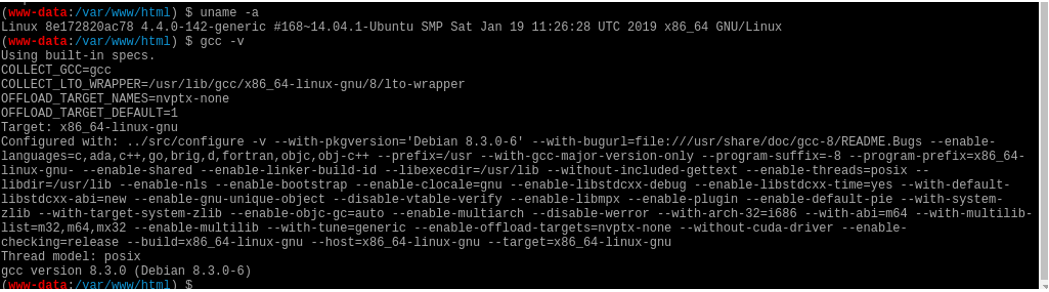 (www-data:/var/www/html) $ uname -a
Linux 8e172820ac78 4.4.0-142-generic #168~14.04.1-Ubuntu SMP Sat Jan 19 11:26:28 UTC 2019 x86_64 GNU/Linux
(www-data:/var/www/html) $ gcc -v
Using built-in specs.
COLLECT_GCC=gcc
COLLECT_LTO_WRAPPER=/usr/lib/gcc/x86_64-linux-gnu/8/lto-wrapper
OFFLOAD_TARGET_NAMES=nvptx-none
OFFLOAD_TARGET_DEFAULT=1
Target: x86_64-linux-gnu
Configured with: ../src/configure -v --with-pkgversion='Debian 8.3.0-6' --with-bugurl=file:///usr/share/doc/gcc-8/README.Bugs --enable-
languages=c,ada,c++,go,brig,d,fortran,objc,obj-c++ --prefix=/usr --with-gcc-major-version-only --program-suffix=-8 --program-prefix=x86_64-
linux-gnu- --enable-shared --enable-linker-build-id --libexecdir=/usr/lib --without-included-gettext --enable-threads=posix --
libdir=/usr/lib --enable-nls --enable-bootstrap --enable-clocale=gnu --enable-libstdcxx-debug --enable-libstdcxx-time=yes --with-default-
libstdcxx-abi=new --enable-gnu-unique-object --disable-vtable-verify --enable-libmpx --enable-plugin --enable-default-pie --with-system-
zlib --with-target-system-zlib --enable-objc-gc=auto --enable-multiarch --disable-werror --with-arch-32=i686 --with-abi=m64 --with-multilib-
list=m32,m64,mx32 --enable-multilib --with-tune=generic --enable-offload-targets=nvptx-none --without-cuda-driver --enable-
checking=release --build=x86_64-linux-gnu --host=x86_64-linux-gnu --target=x86_64-linux-gnu
Thread model: posix
gcc version 8.3.0 (Debian 8.3.0-6)
(www-data:/var/www/html) $